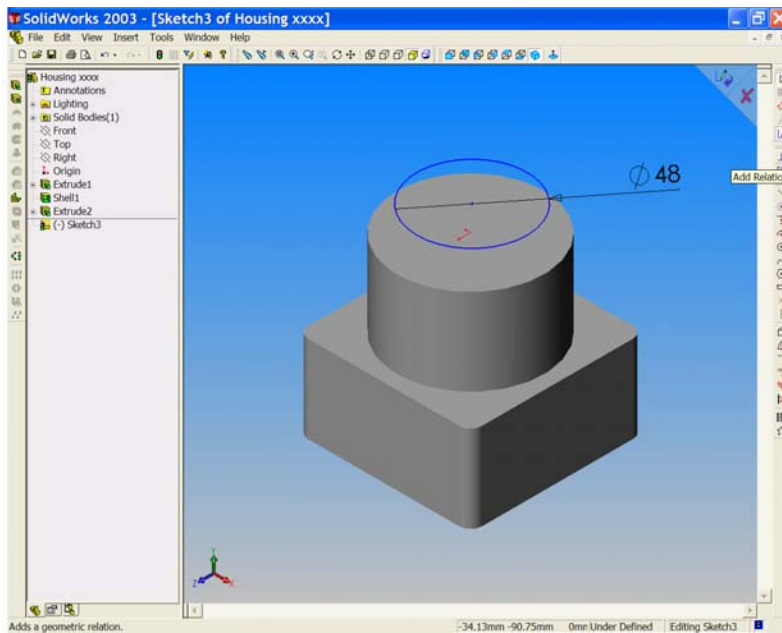 SolidWorks 2003 - [Sketch3 of Housing xxxx]
File Edit View Insert Tools Window Help
Housing xxxx
Annotations
Lighting
Solid Bodies(1)
Front
Top
Right
Origin
Extrude1
Shell1
Extrude2
(-) Sketch3
Ø 48
Add Relatio
Y
Z
X
Adds a geometric relation.
-34.13mm -90.75mm 0mm Under Defined Editing Sketch3